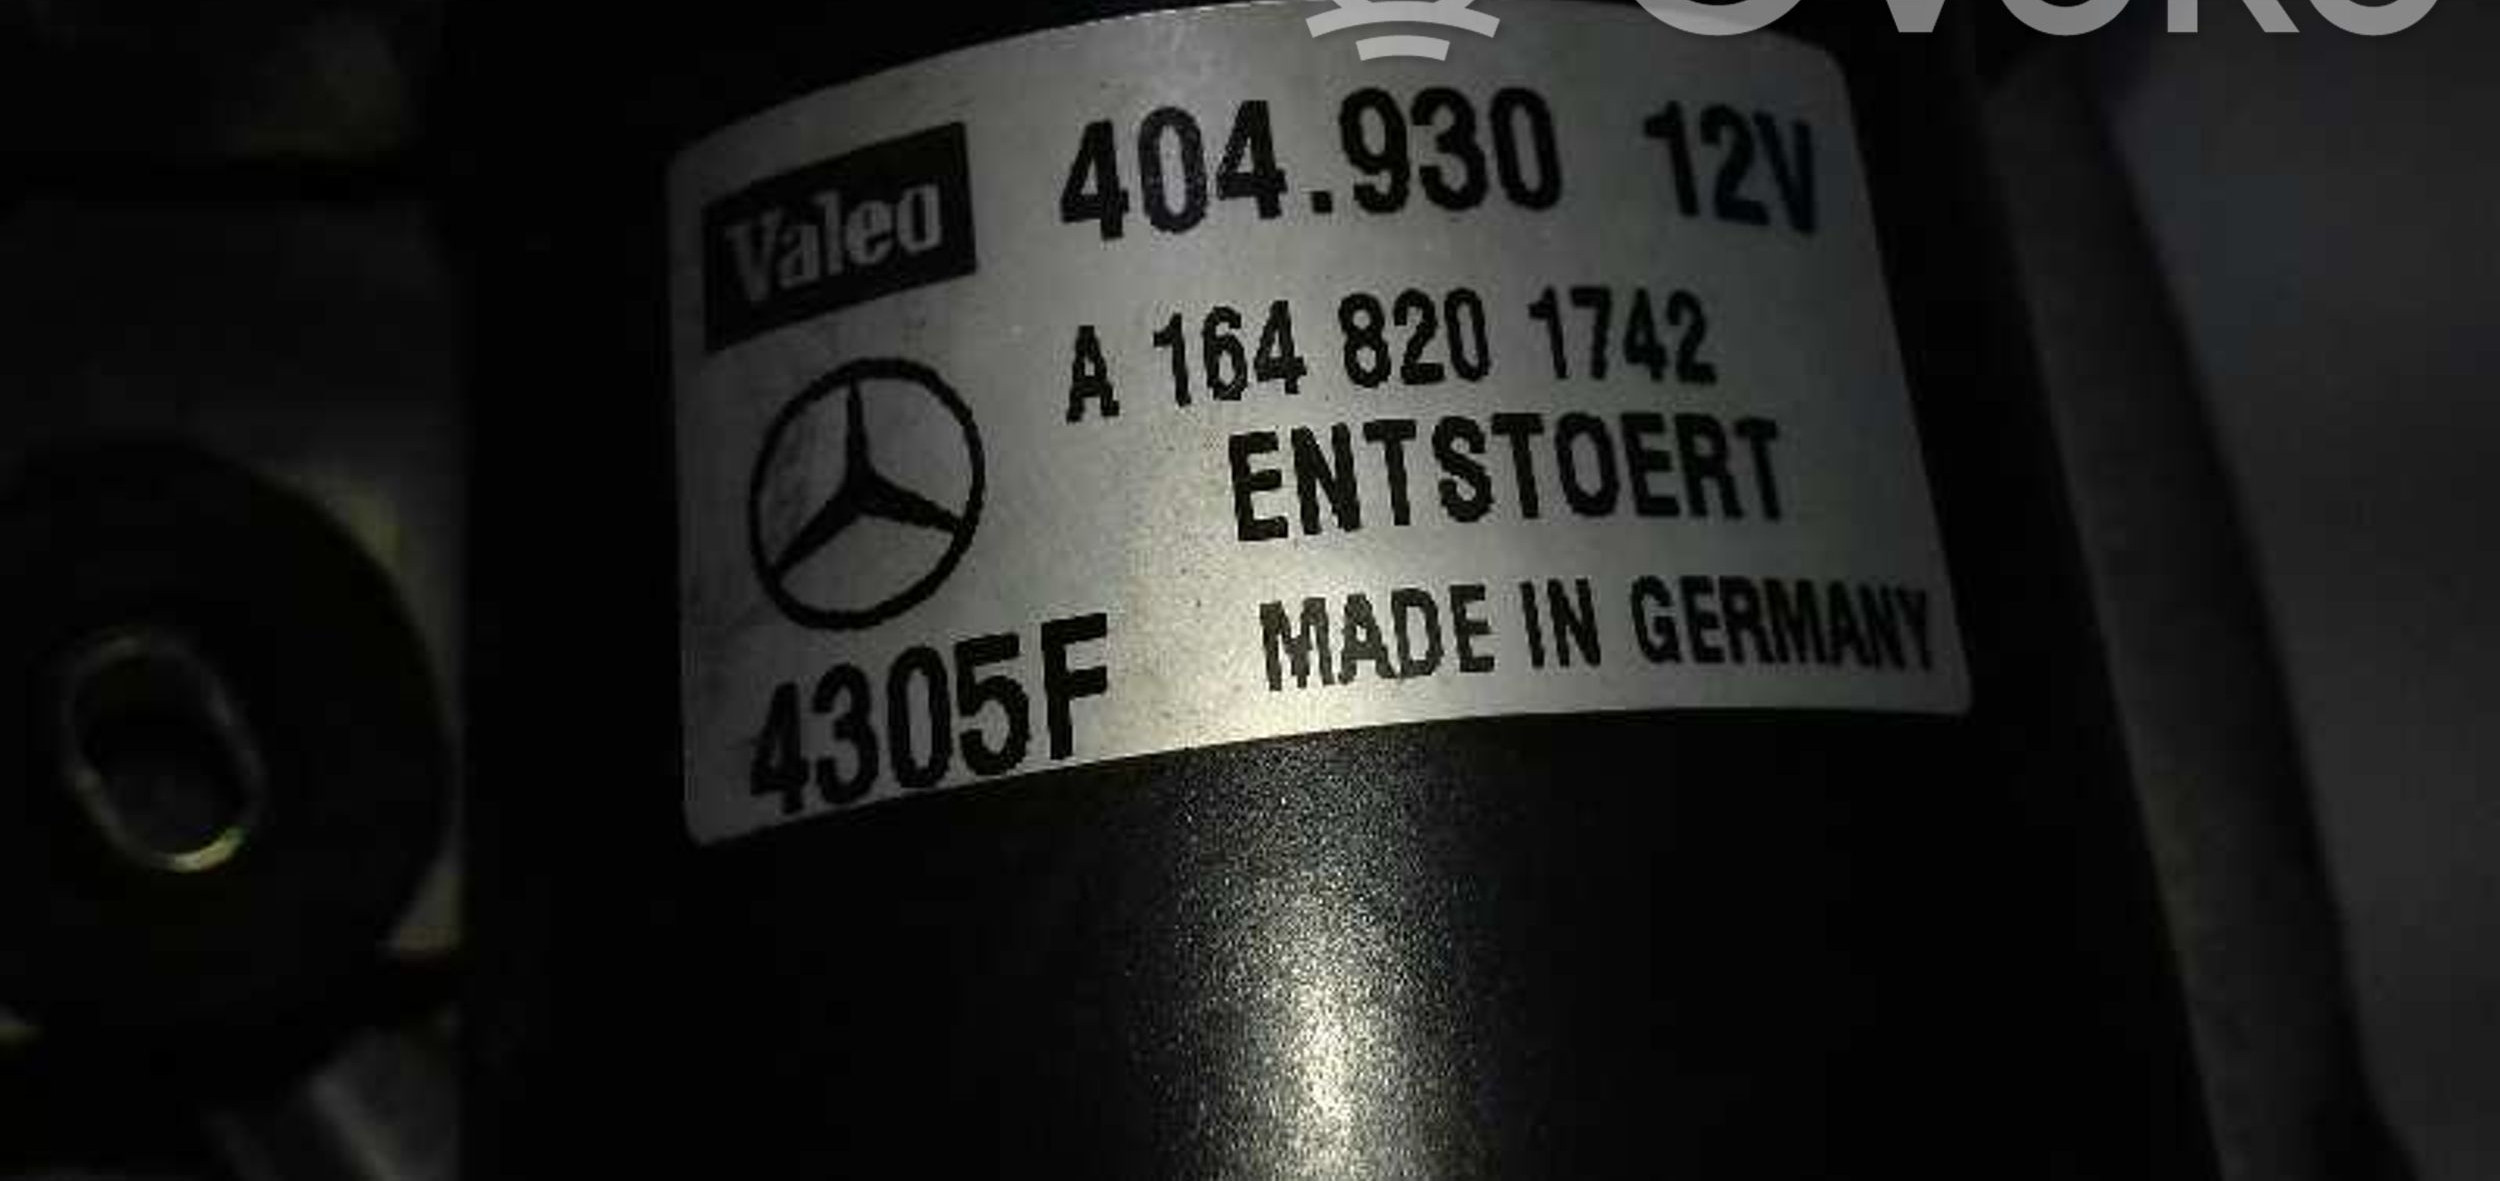 Valeo 404.930 12V
A 164 820 1742
ENTSTOERT
MADE IN GERMANY
4305F